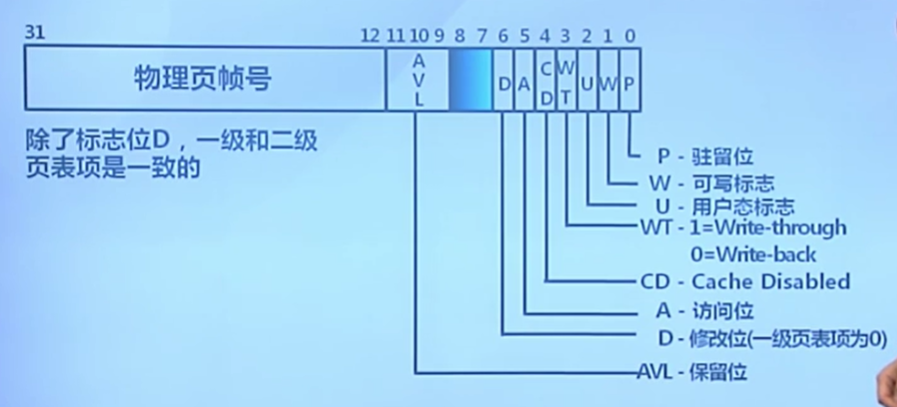 31 12 11 10 9 8 7 6 5 4 3 2 1 0
物理页帧号 AVL D A CD WT U W P
除了标志位D，一级和二级
页表项是一致的
P - 驻留位
W - 可写标志
U - 用户态标志
WT - 1=Write-through
0=Write-back
CD - Cache Disabled
A - 访问位
D - 修改位(一级页表项为0)
AVL - 保留位